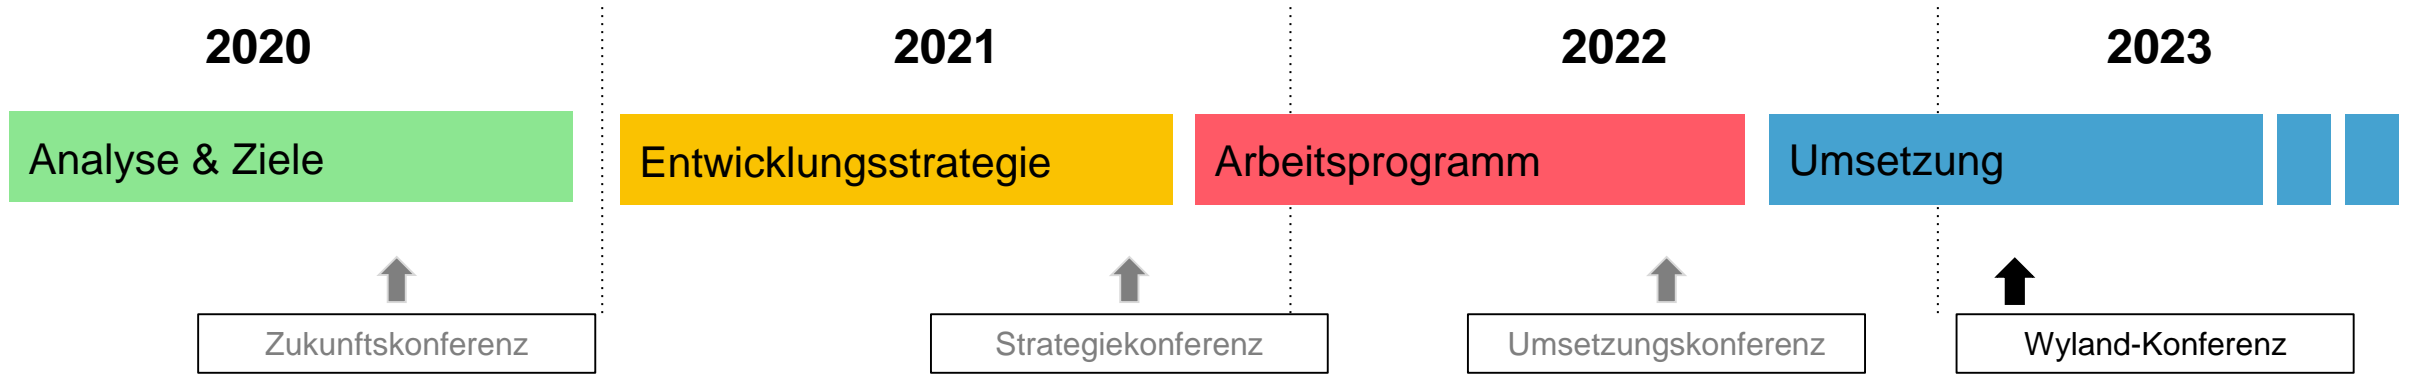 2020
2021
2022
2023
Analyse & Ziele
Entwicklungsstrategie
Arbeitsprogramm
Umsetzung
Zukunftskonferenz
Strategiekonferenz
Umsetzungskonferenz
Wyland-Konferenz